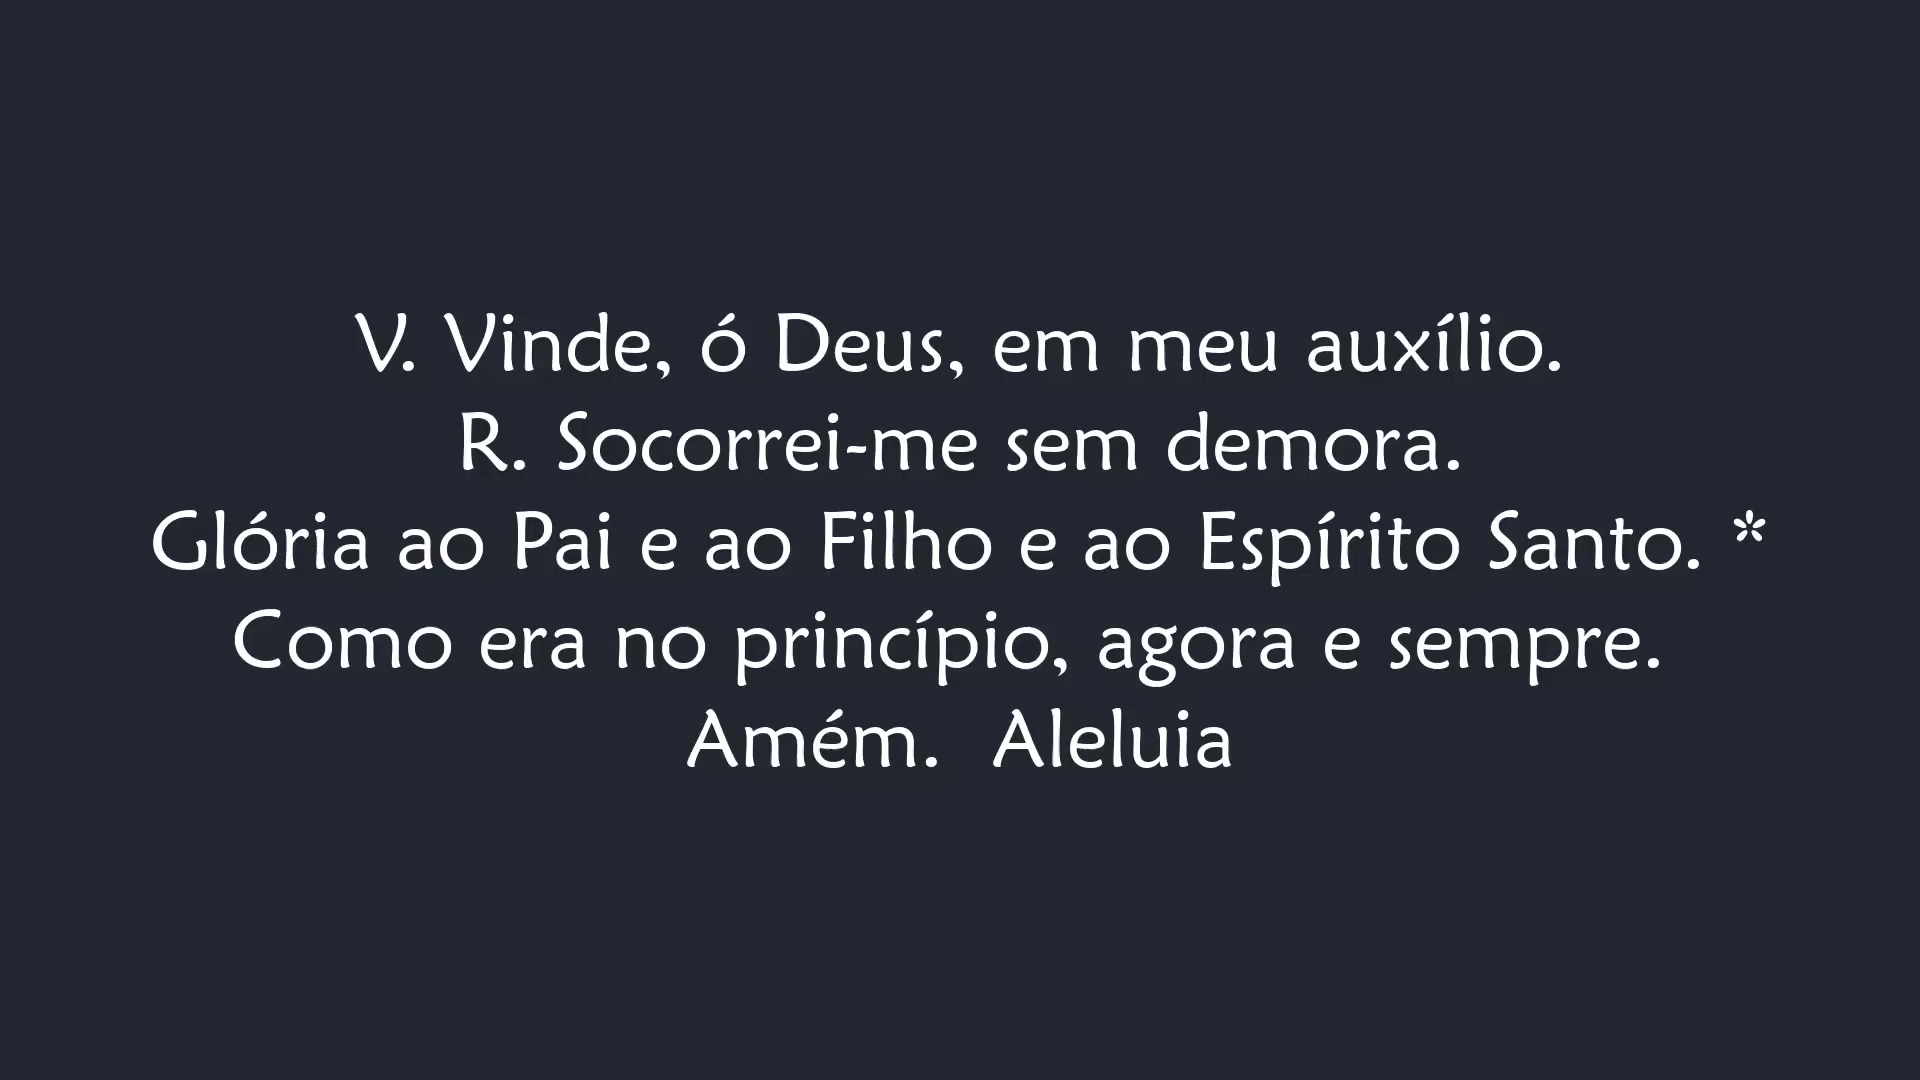 V. Vinde, ó Deus, em meu auxílio.
R. Socorrei-me sem demora.
Glória ao Pai e ao Filho e ao Espírito Santo. *
Como era no princípio, agora e sempre.
Amém.  Aleluia